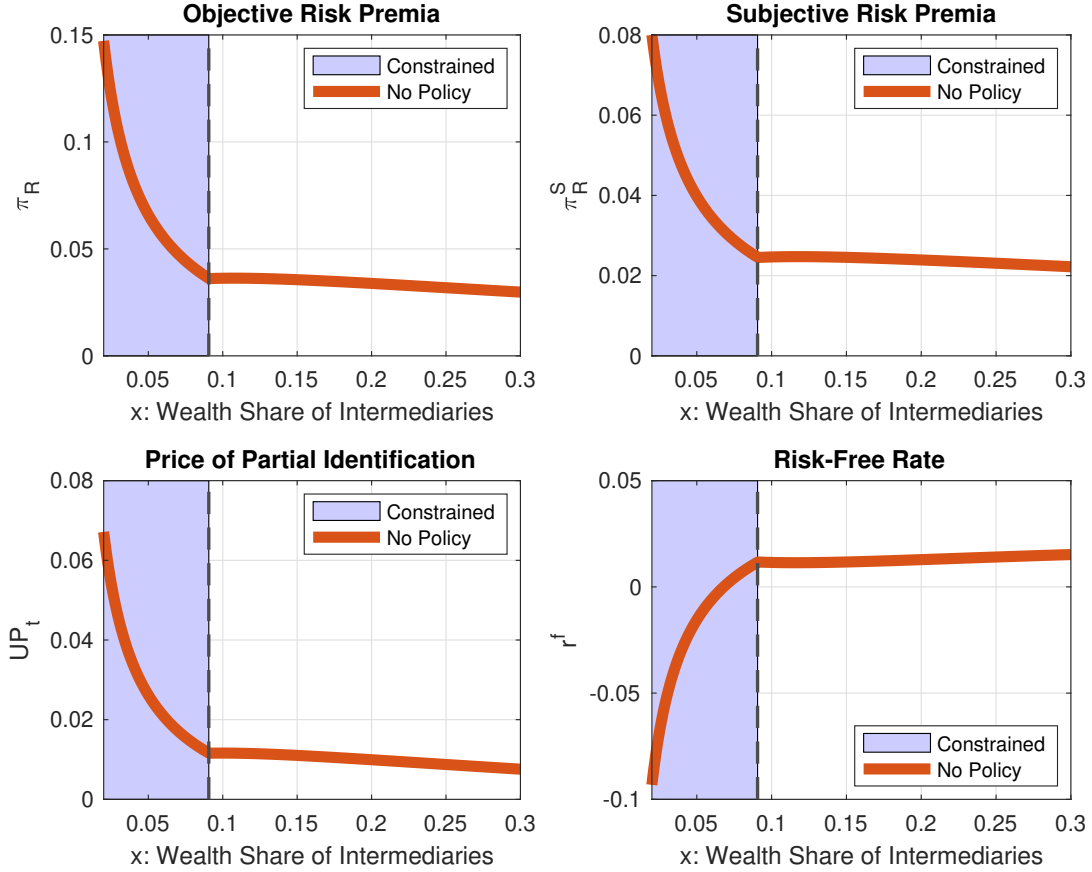 Objective Risk Premia
0.15
0.1
0.05
0
π_R
Constrained
No Policy
0.05 0.1 0.15 0.2 0.25 0.3
x: Wealth Share of Intermediaries
Subjective Risk Premia
0.08
0.06
0.04
0.02
0
π_R^S
Constrained
No Policy
0.05 0.1 0.15 0.2 0.25 0.3
x: Wealth Share of Intermediaries
Price of Partial Identification
0.08
0.06
0.04
0.02
0
UP_t
Constrained
No Policy
0.05 0.1 0.15 0.2 0.25 0.3
x: Wealth Share of Intermediaries
Risk-Free Rate
0.05
0
-0.05
-0.1
r^f
Constrained
No Policy
0.05 0.1 0.15 0.2 0.25 0.3
x: Wealth Share of Intermediaries